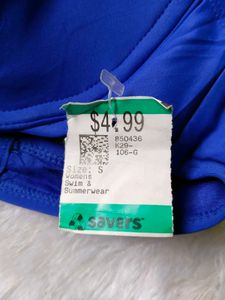 $4.99
850436
K29-
106-G
Size: S
Womens
Swim &
Summerwear
savers